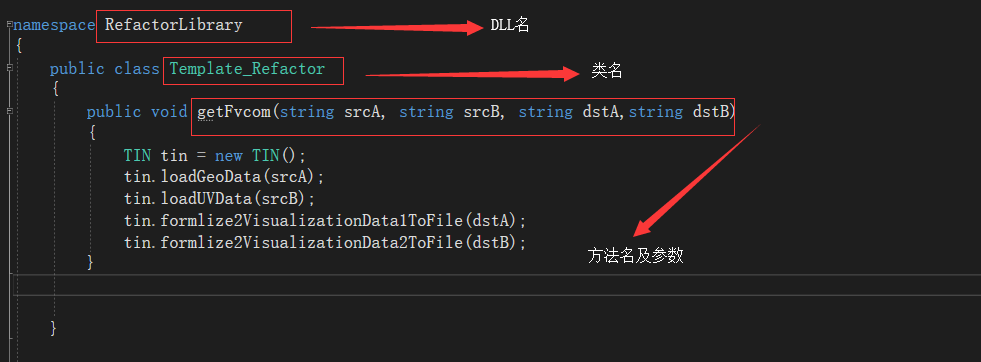 namespace RefactorLibrary DLL名
{
public class Template_Refactor 类名
{
public void getFvcom(string srcA, string srcB, string dstA,string dstB)
{
TIN tin = new TIN();
tin.loadGeoData(srcA);
tin.loadUVData(srcB);
tin.formlize2VisualizationData1ToFile(dstA);
tin.formlize2VisualizationData2ToFile(dstB);
}
方法名及参数
}